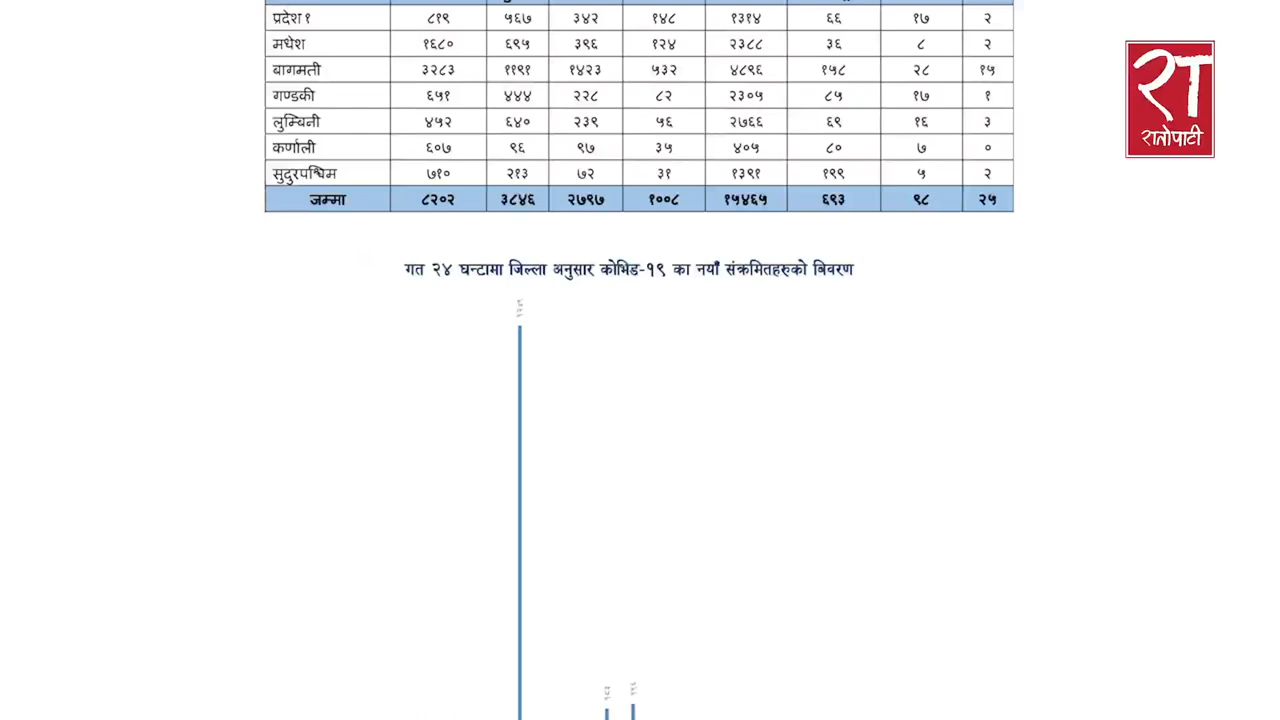 प्रदेश १ ८१९ ५६७ ३४२ १४८ १३१४ ६६ १७ २
मधेश १६८० ६९५ ३९६ १२४ २३८८ ३६ ८ २
बागमती ३२८३ ११९१ १४२३ ५३२ ४८९६ १५८ २८ १५
गण्डकी ६५१ ४४४ २२८ ८२ २३०५ ८५ १७ १
लुम्बिनी ४५२ ६४० २३९ ५६ २७६६ ६९ १६ ३
कर्णाली ६०७ ९६ ९७ ३५ ४०५ ८० ७ ०
सुदुरपश्चिम ७१० २१३ ७२ ३१ १३९१ १९९ ५ २
जम्मा ८२०२ ३८४६ २७९७ १००८ १५४६५ ६९३ ९८ २५
रातोपाटी
गत २४ घन्टामा जिल्ला अनुसार कोभिड-१९ का नयाँ संक्रमितहरुको बिवरण